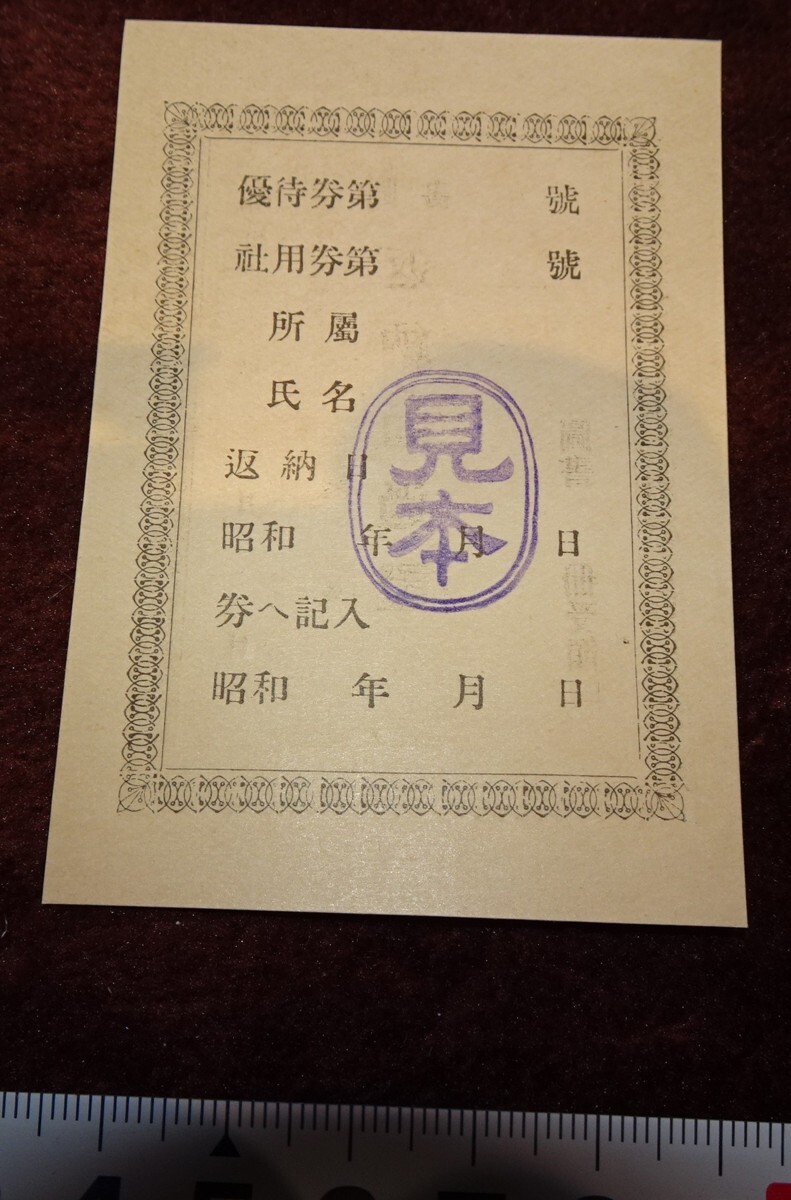 優待券第 號
社用券第 號
所屬
氏名
返納日
昭和 年 月 日
券へ記入
昭和 年 月 日
見本